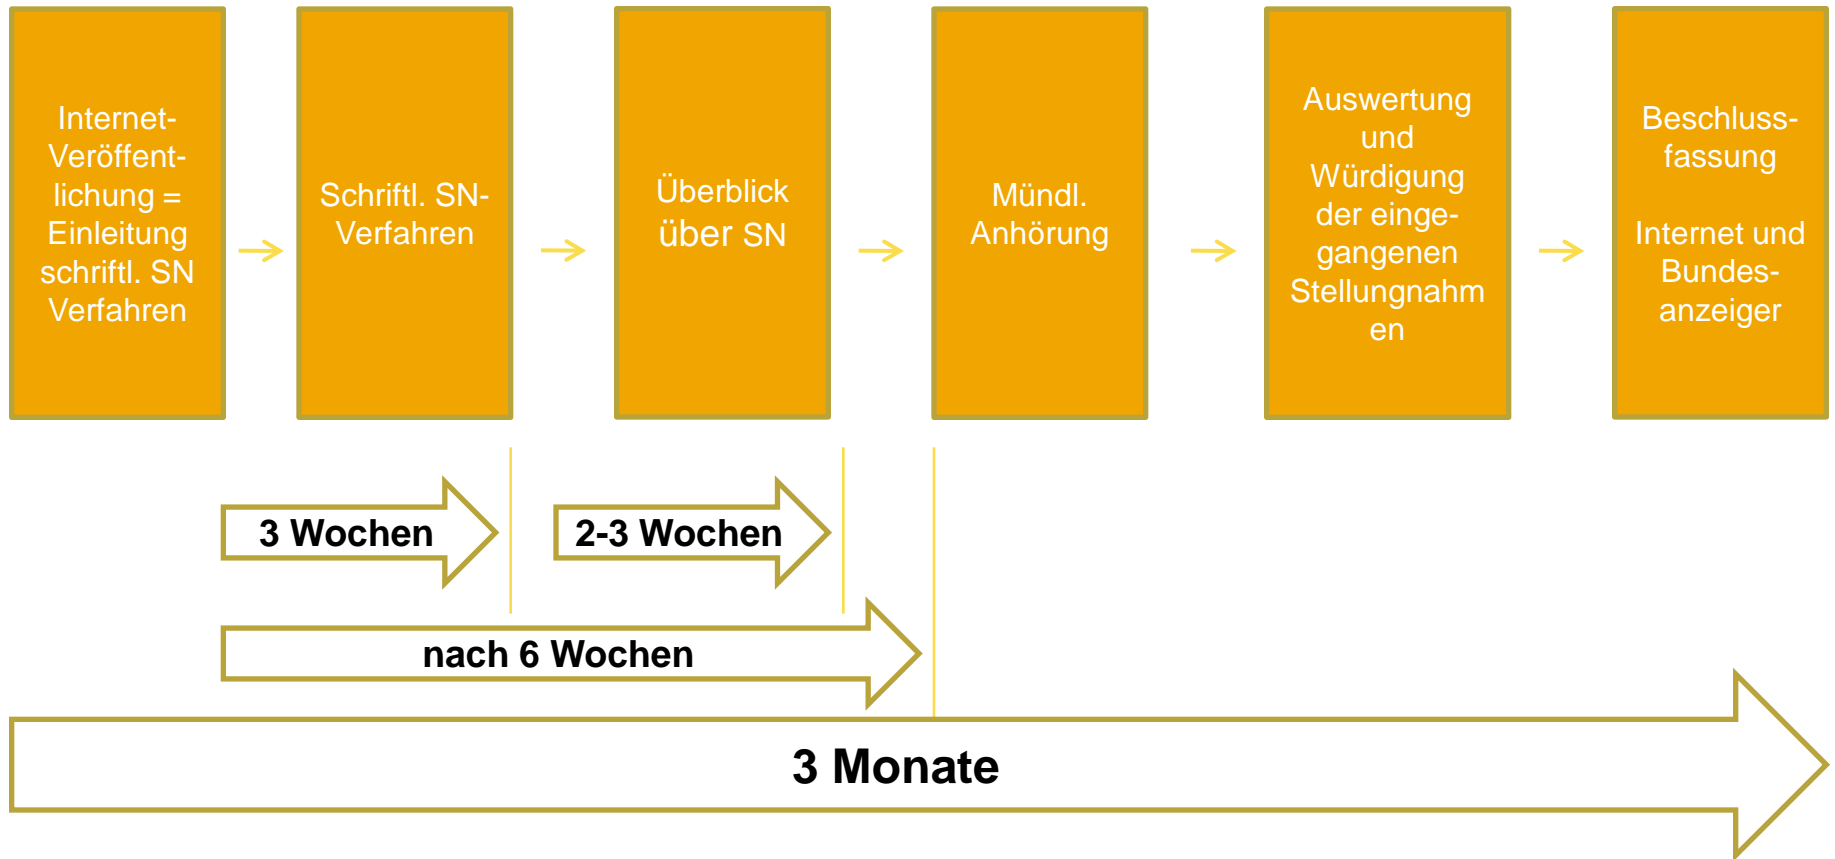 Internet-
Veröffent-
lichung =
Einleitung
schriftl. SN
Verfahren
Schriftl. SN-
Verfahren
Überblick
über SN
Mündl.
Anhörung
Auswertung
und
Würdigung
der einge-
gangenen
Stellungnahm
en
Beschluss-
fassung
Internet und
Bundes-
anzeiger
3 Wochen
2-3 Wochen
nach 6 Wochen
3 Monate